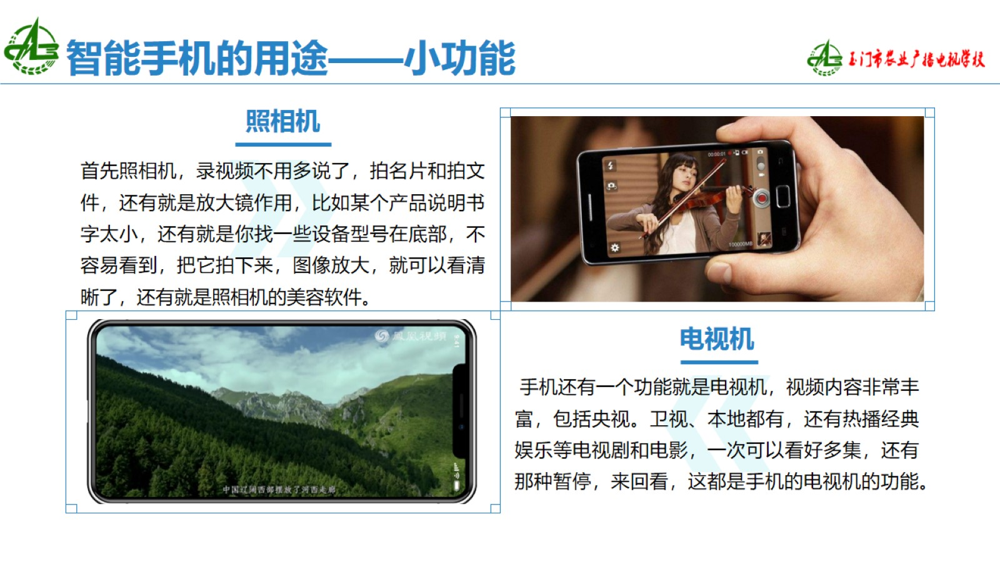 智能手机的用途——小功能
玉门市农业广播电视学校
照相机
首先照相机，录视频不用多说了，拍名片和拍文
件，还有就是放大镜作用，比如某个产品说明书
字太小，还有就是你找一些设备型号在底部，不
容易看到，把它拍下来，图像放大，就可以看清
晰了，还有就是照相机的美容软件。
00:00:01
100000MB
凤凰视频
9:41
中国辽阔西部摆放了河西走廊
电视机
手机还有一个功能就是电视机，视频内容非常丰
富，包括央视。卫视、本地都有，还有热播经典
娱乐等电视剧和电影，一次可以看好多集，还有
那种暂停，来回看，这都是手机的电视机的功能。